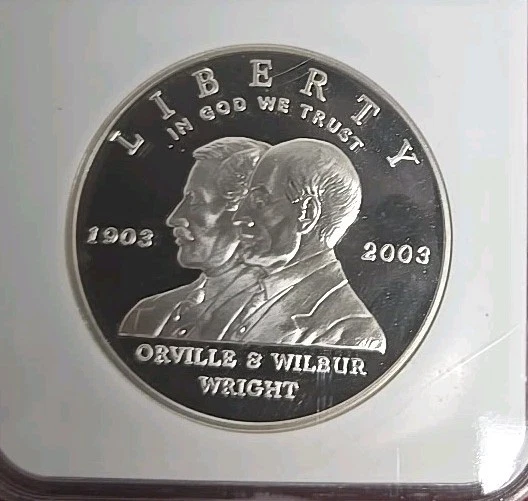 LIBERTY
IN GOD WE TRUST
1903
2003
ORVILLE & WILBUR
WRIGHT